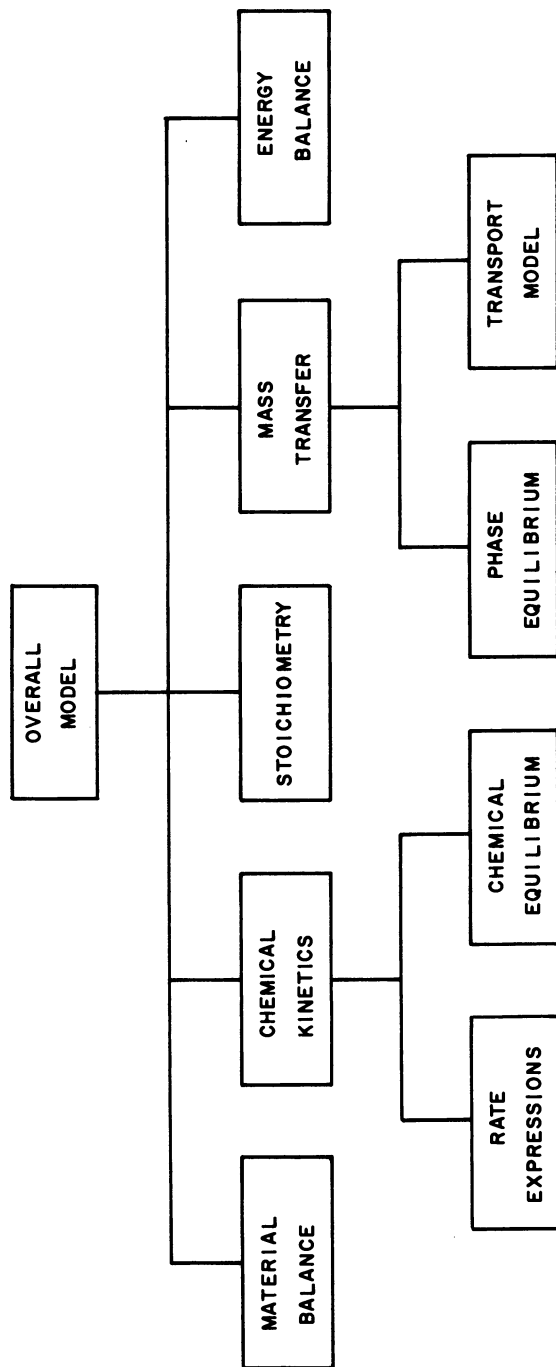 OVERALL
MODEL
MATERIAL
BALANCE
CHEMICAL
KINETICS
STOICHIOMETRY
MASS
TRANSFER
ENERGY
BALANCE
RATE
EXPRESSIONS
CHEMICAL
EQUILIBRIUM
PHASE
EQUILIBRIUM
TRANSPORT
MODEL